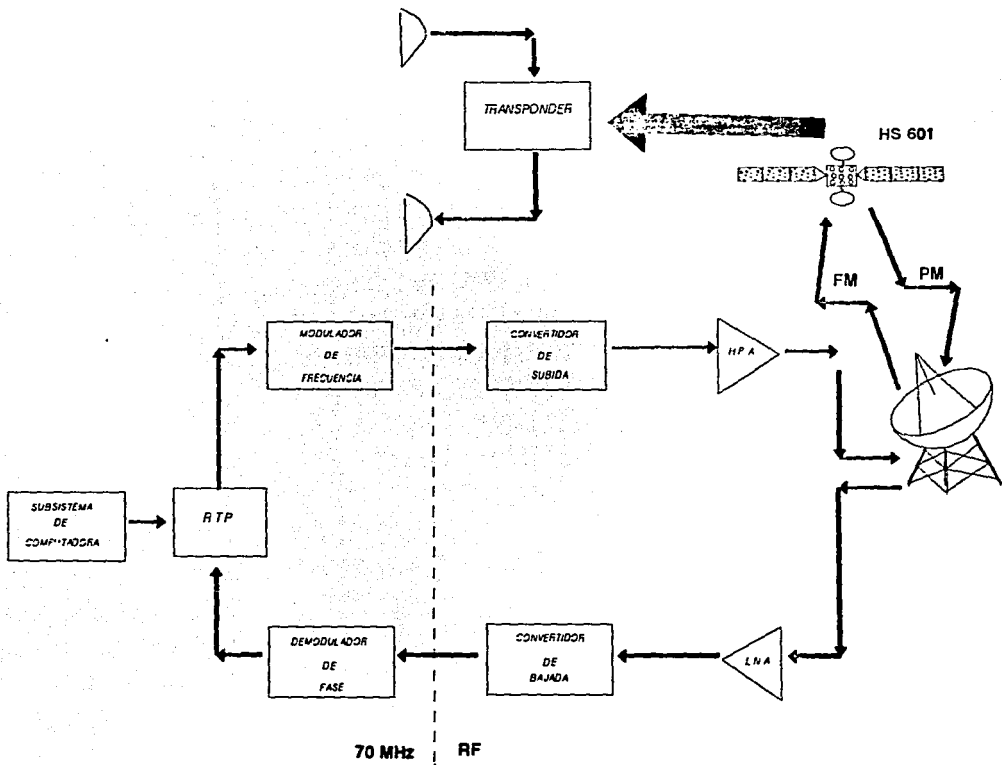 TRANSPONDER
HS 601
FM
PM
MODULADOR
DE
FRECUENCIA
CONVERTIDOR
DE
SUBIDA
HPA
SUBSISTEMA
DE
COMPUTADORA
RTP
DEMODULADOR
DE
FASE
CONVERTIDOR
DE
BAJADA
LNA
70 MHz
RF